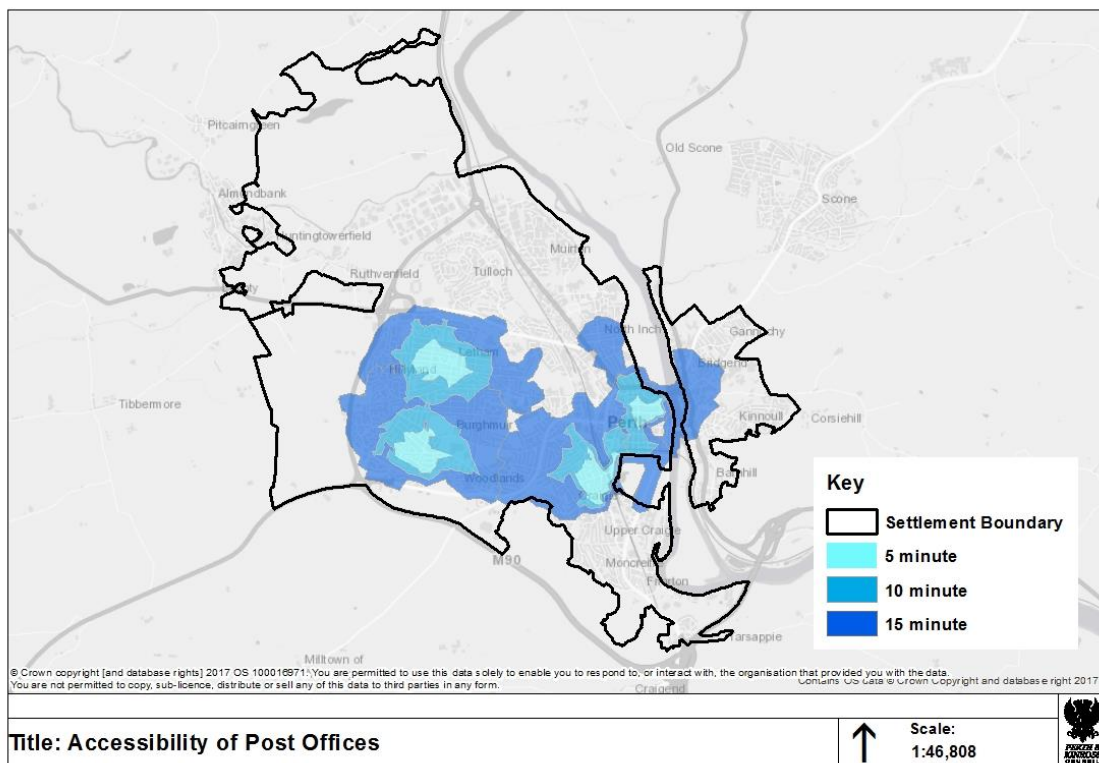 Pitcairngreen
Old Scone
Almondbank
Scone
Huntingtowerfield
Muirton
Ruthvenfield
Tulloch
North Inch
Gannochy
Letham
Bridgend
Hillyland
Tibbermore
Burghmuir
Perth
Kinnoull
Corsiehill
Woodlands
Barnhill
Craigie
Upper Craigie
M90
Moncreiffe
Friarton
Tarsappie
Milltown of
Craigend
Key
Settlement Boundary
5 minute
10 minute
15 minute
© Crown copyright [and database rights] 2017 OS 100016971. You are permitted to use this data solely to enable you to respond to, or interact with, the organisation that provided you with the data.
You are not permitted to copy, sub-licence, distribute or sell any of this data to third parties in any form.
Contains OS data © Crown Copyright and database right 2017
Title: Accessibility of Post Offices
Scale:
1:46,808
PERTH &
KINROSS
COUNCIL